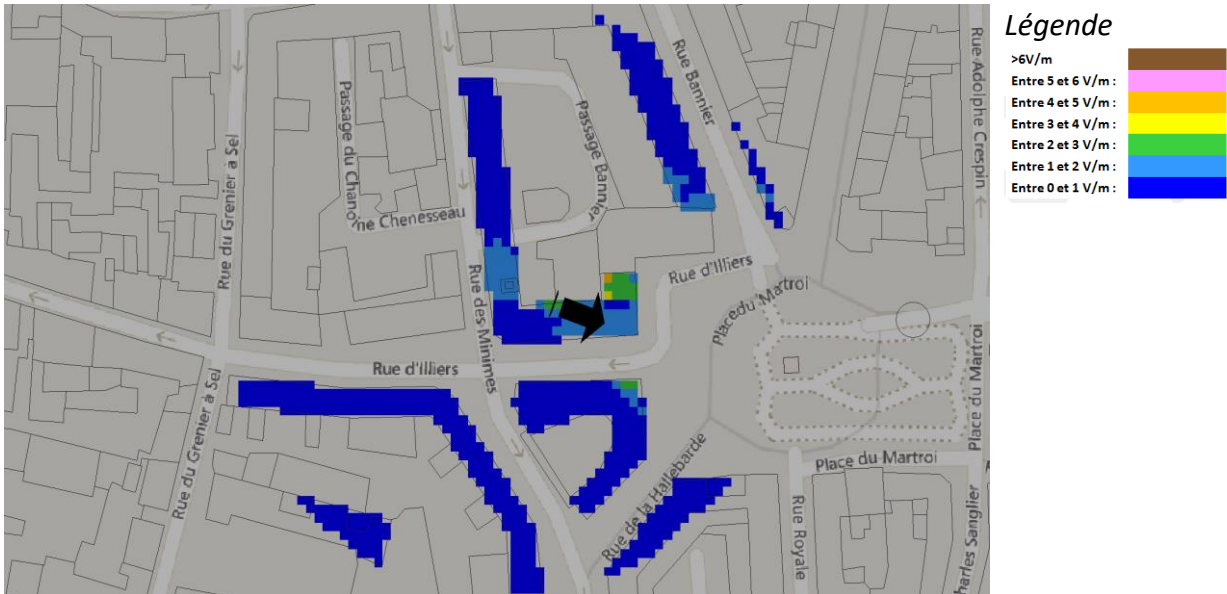 Légende
>6V/m
Entre 5 et 6 V/m :
Entre 4 et 5 V/m :
Entre 3 et 4 V/m :
Entre 2 et 3 V/m :
Entre 1 et 2 V/m :
Entre 0 et 1 V/m :
Rue du Grenier à Sel
Passage du Chanoine Chenesseau
Passage Bannier
Rue Bannier
Rue Adolphe Crespin
Rue des Minimes
Rue d'Illiers
Place du Martroi
Rue d'Illiers
Place du Martroi
Rue du Grenier à Sel
Rue de la Hallebarde
Place du Martroi
Rue Royale
harles Sanglier